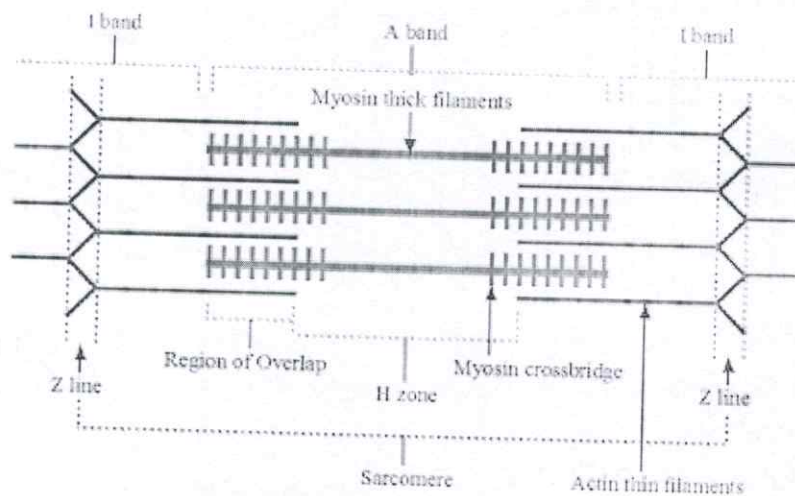 I band
A band
I band
Myosin thick filaments
Region of Overlap
Myosin crossbridge
Z line
H zone
Z line
Sarcomere
Actin thin filaments